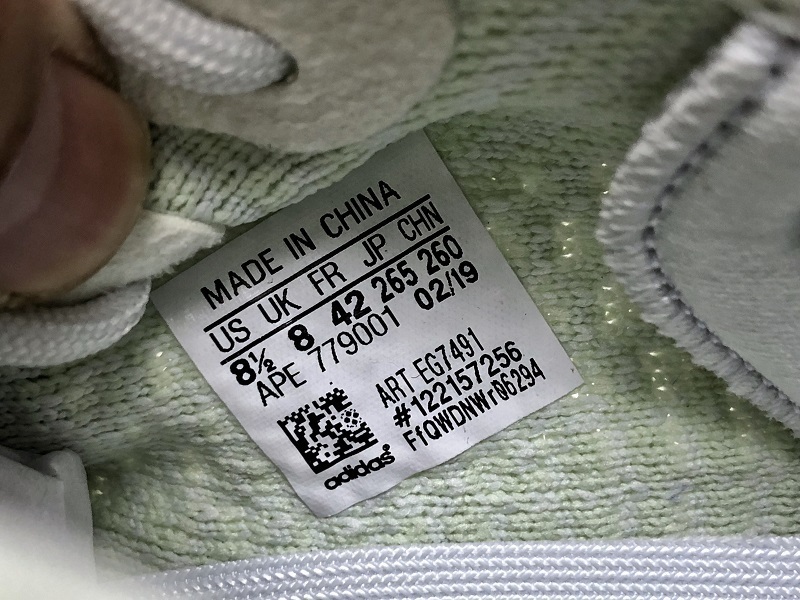 MADE IN CHINA
US UK FR JP CHN
8½ 8 42 265 260
APE 779001 02/19
ART EG7491
#122157256
FfQWDNWr06294
adidas®